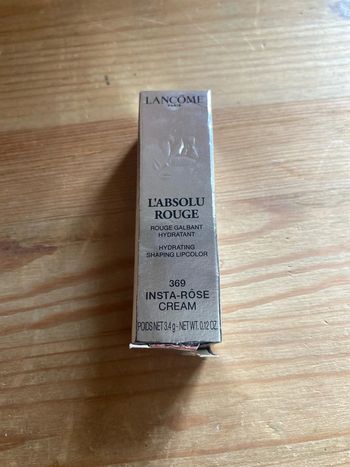 LANCÔME
PARIS
L'ABSOLU
ROUGE
ROUGE GALBANT
HYDRATANT
HYDRATING
SHAPING LIPCOLOR
369
INSTA-RÔSE
CREAM
POIDS NET 3,4 g - NET WT. 0.12 OZ.